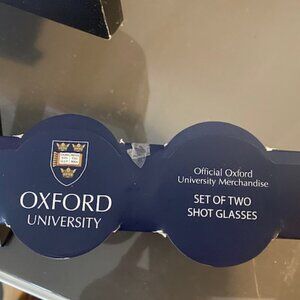 OXFORD
UNIVERSITY
Official Oxford
University Merchandise
SET OF TWO
SHOT GLASSES